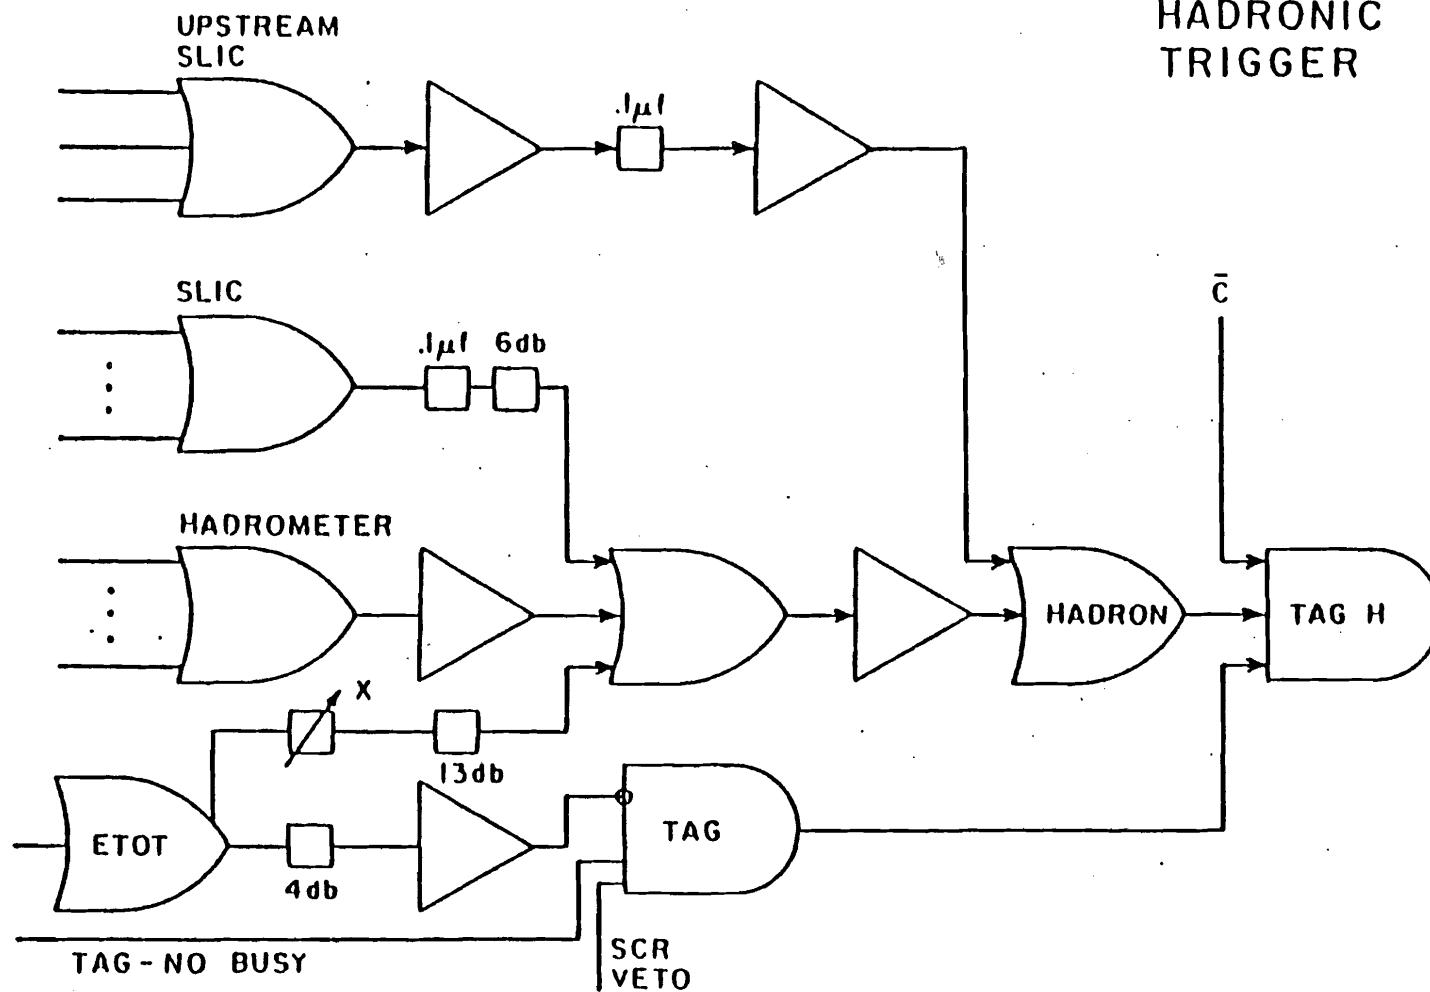 HADRONIC
TRIGGER
UPSTREAM
SLIC
.1μf
SLIC
.1μf
6db
C̄
HADROMETER
HADRON
TAG H
X
13db
ETOT
4db
TAG
TAG-NO BUSY
SCR
VETO